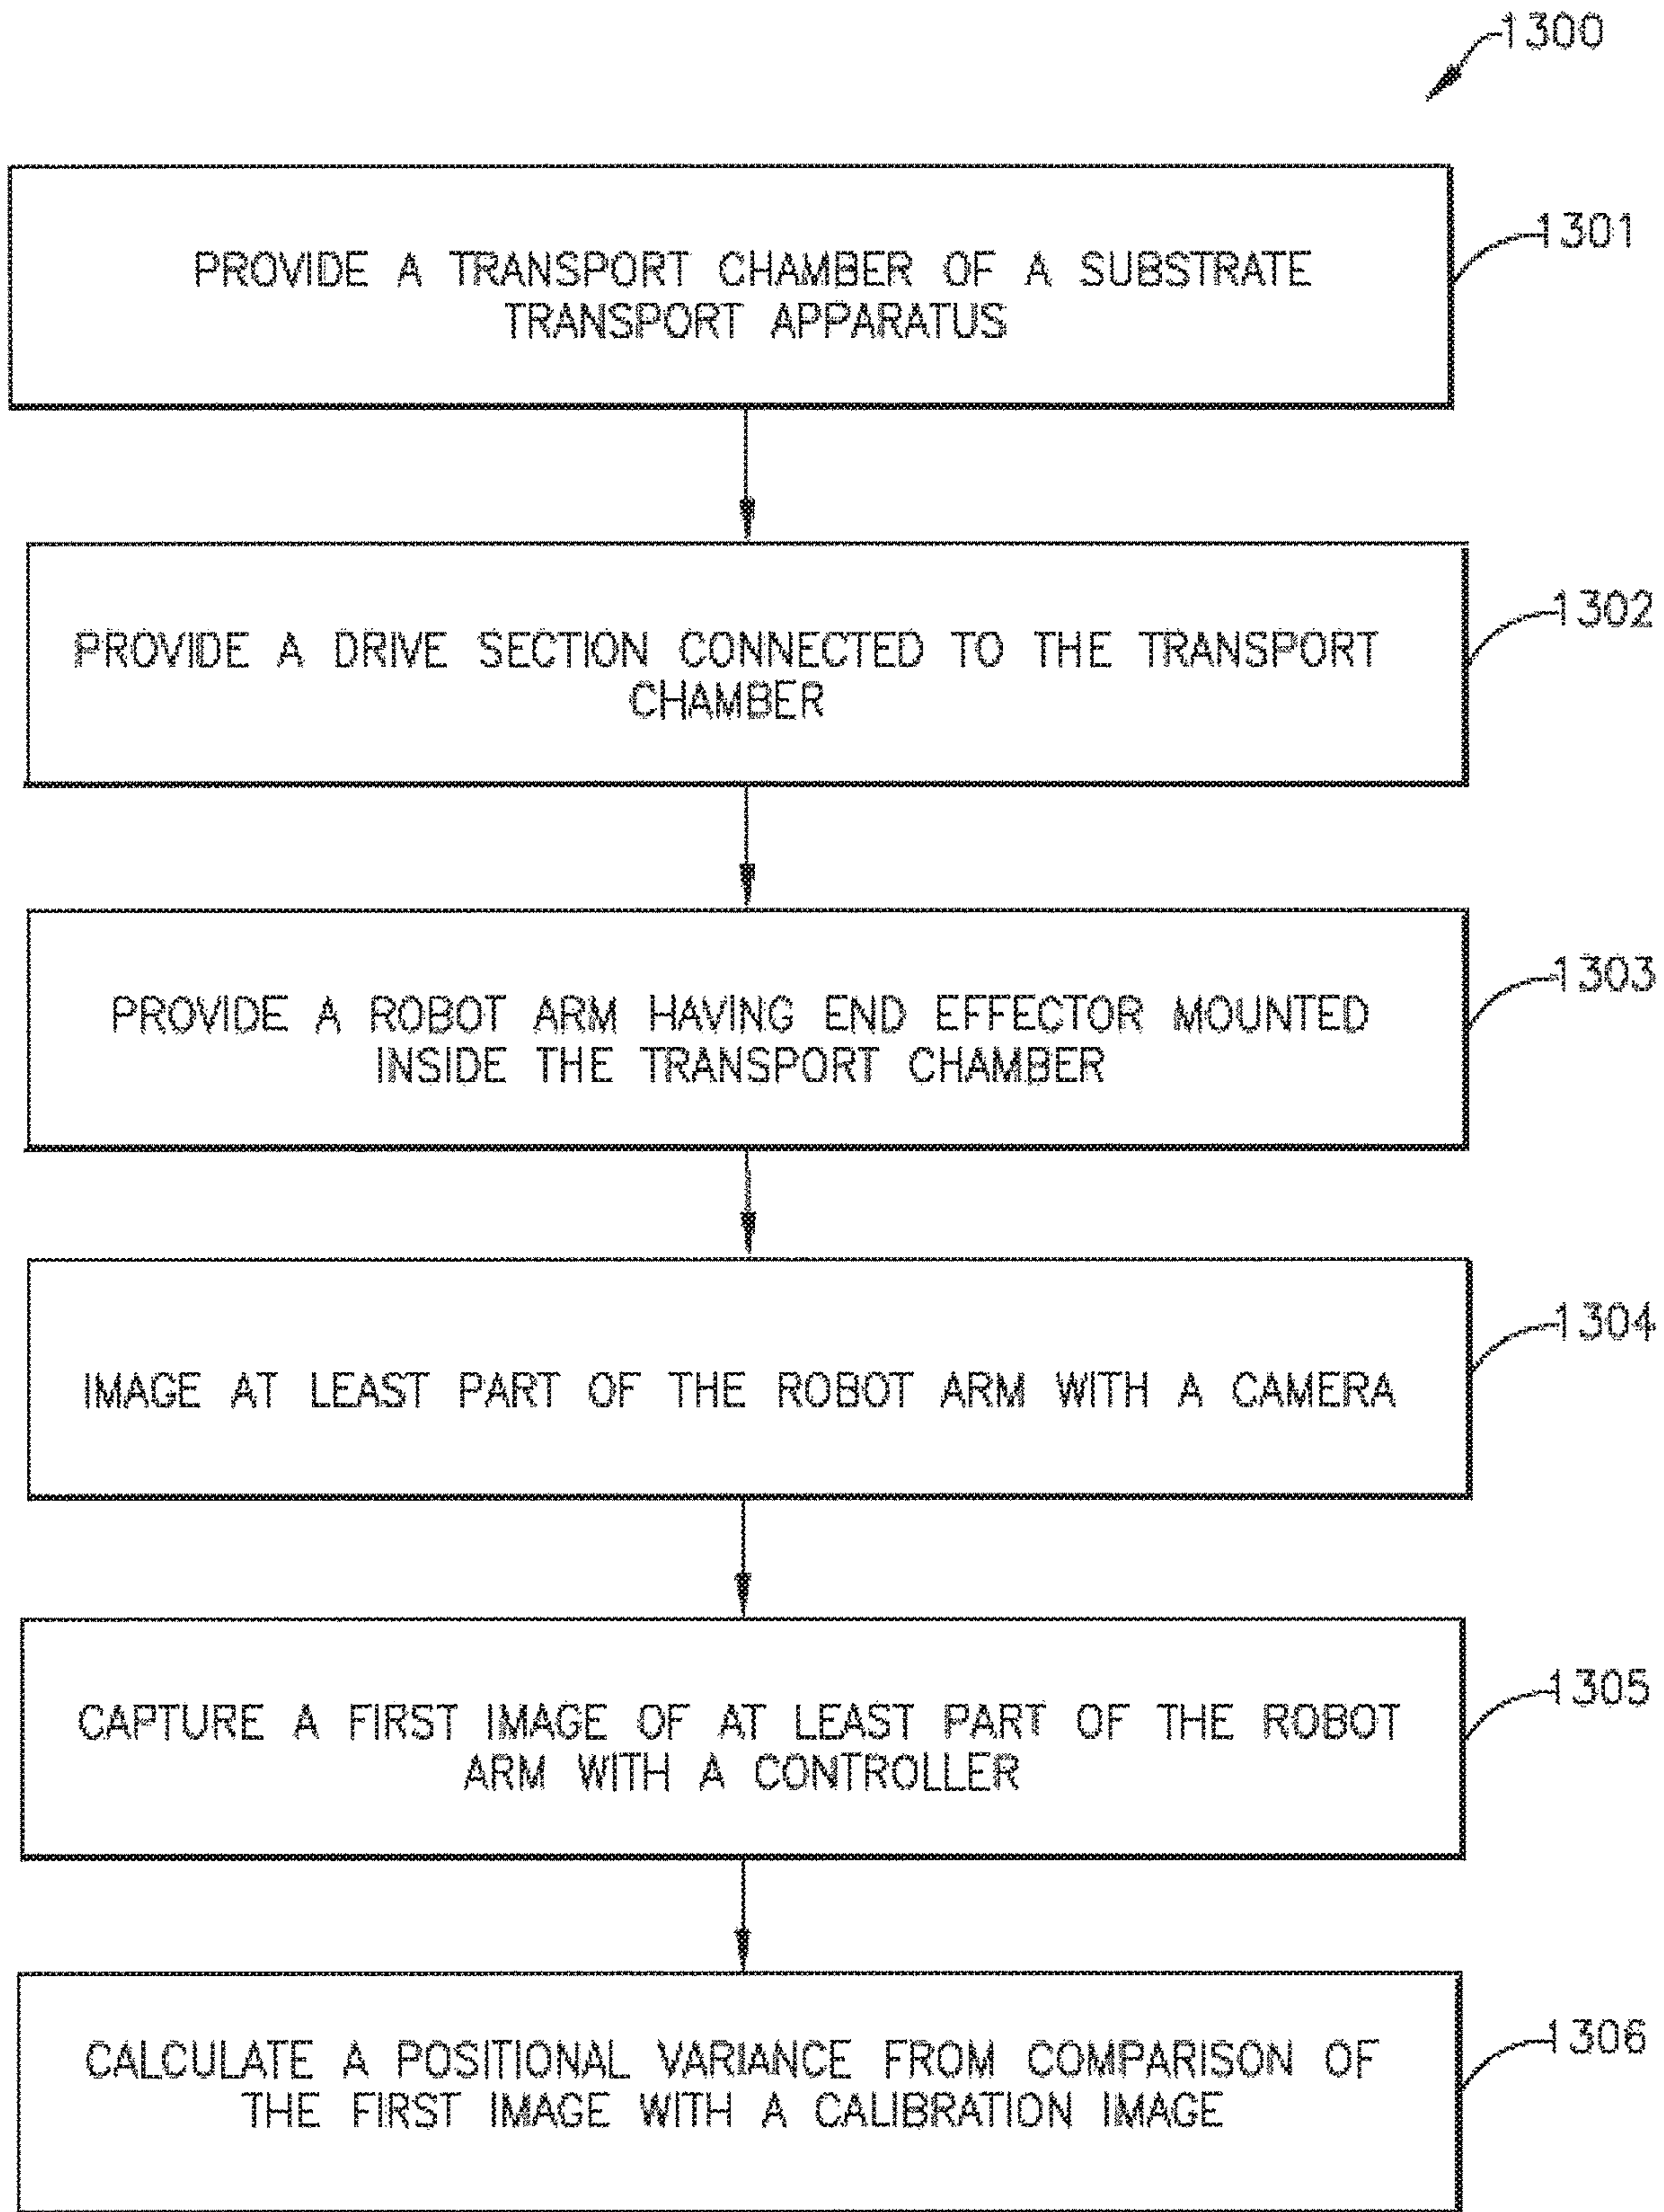 1300
PROVIDE A TRANSPORT CHAMBER OF A SUBSTRATE
TRANSPORT APPARATUS
1301
PROVIDE A DRIVE SECTION CONNECTED TO THE TRANSPORT
CHAMBER
1302
PROVIDE A ROBOT ARM HAVING END EFFECTOR MOUNTED
INSIDE THE TRANSPORT CHAMBER
1303
IMAGE AT LEAST PART OF THE ROBOT ARM WITH A CAMERA
1304
CAPTURE A FIRST IMAGE OF AT LEAST PART OF THE ROBOT
ARM WITH A CONTROLLER
1305
CALCULATE A POSITIONAL VARIANCE FROM COMPARISON OF
THE FIRST IMAGE WITH A CALIBRATION IMAGE
1306